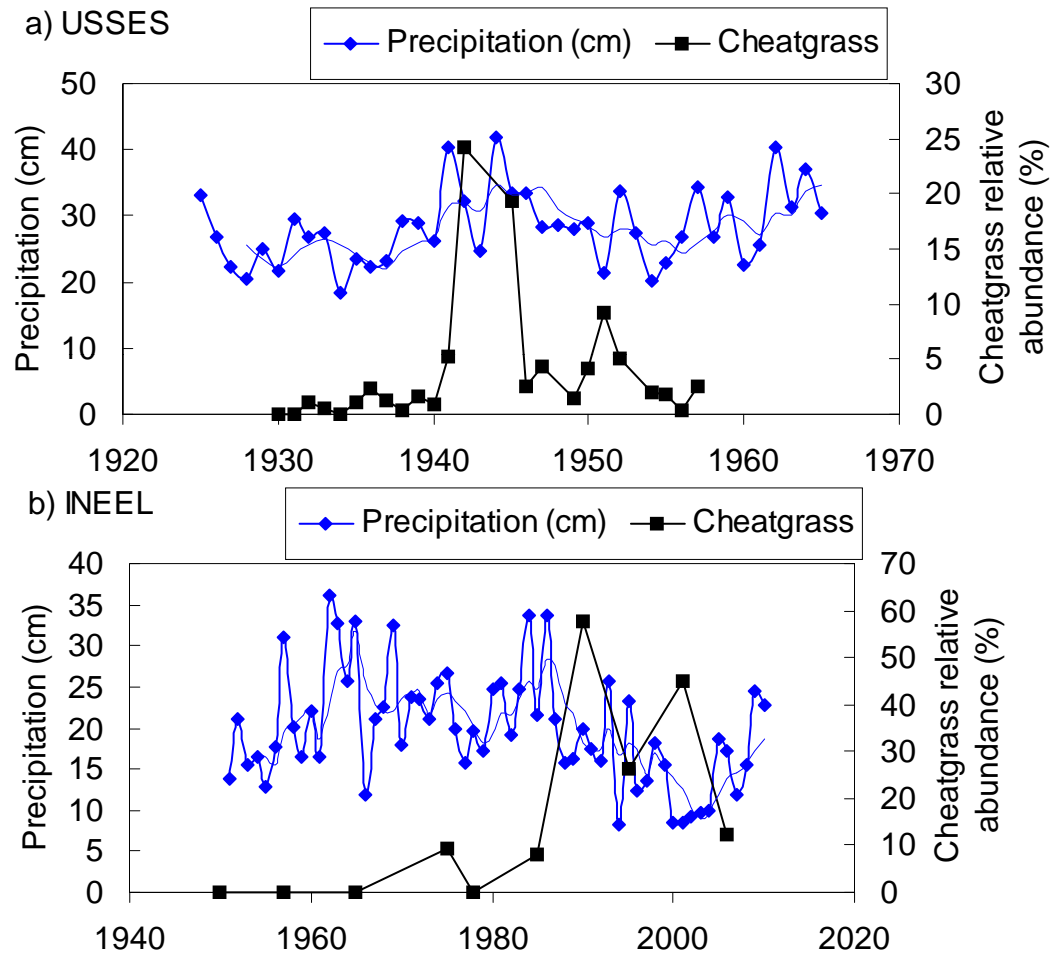 a) USSES
Precipitation (cm)
Cheatgrass
50
40
30
20
10
0
Precipitation (cm)
30
25
20
15
10
5
0
Cheatgrass relative
abundance (%)
1920 1930 1940 1950 1960 1970
b) INEEL
Precipitation (cm)
Cheatgrass
40
35
30
25
20
15
10
5
0
Precipitation (cm)
70
60
50
40
30
20
10
0
Cheatgrass relative
abundance (%)
1940 1960 1980 2000 2020